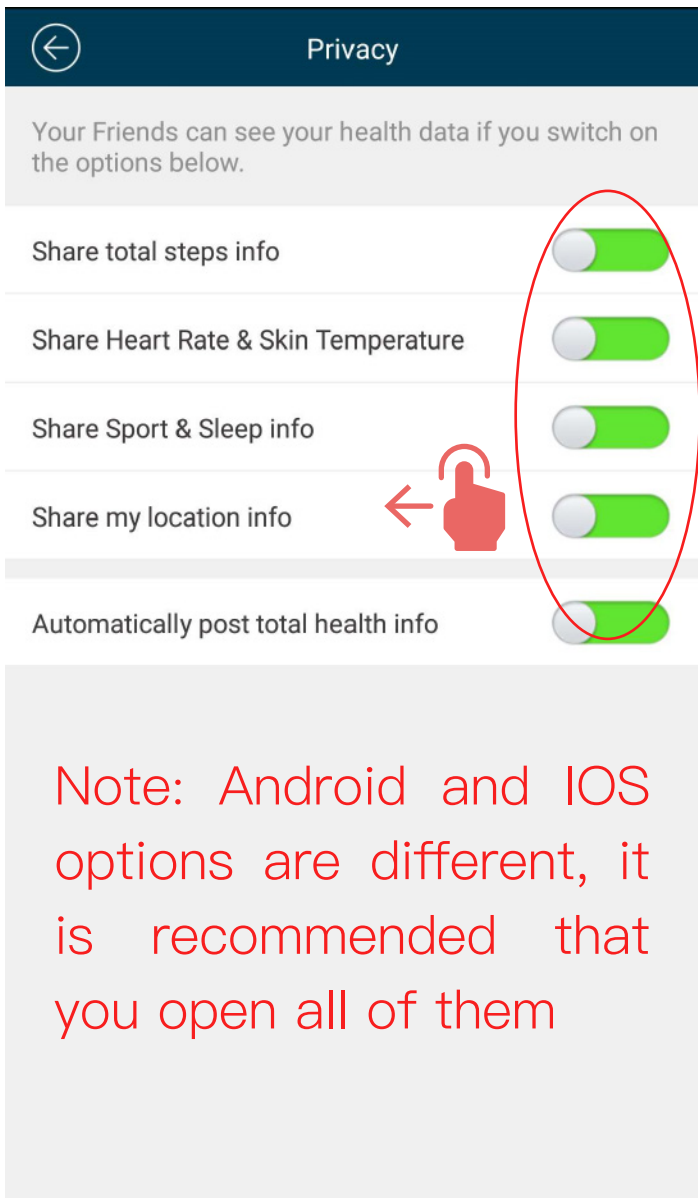 Privacy
Your Friends can see your health data if you switch on
the options below.
Share total steps info
Share Heart Rate & Skin Temperature
Share Sport & Sleep info
Share my location info
Automatically post total health info
Note: Android and IOS
options are different, it
is recommended that
you open all of them